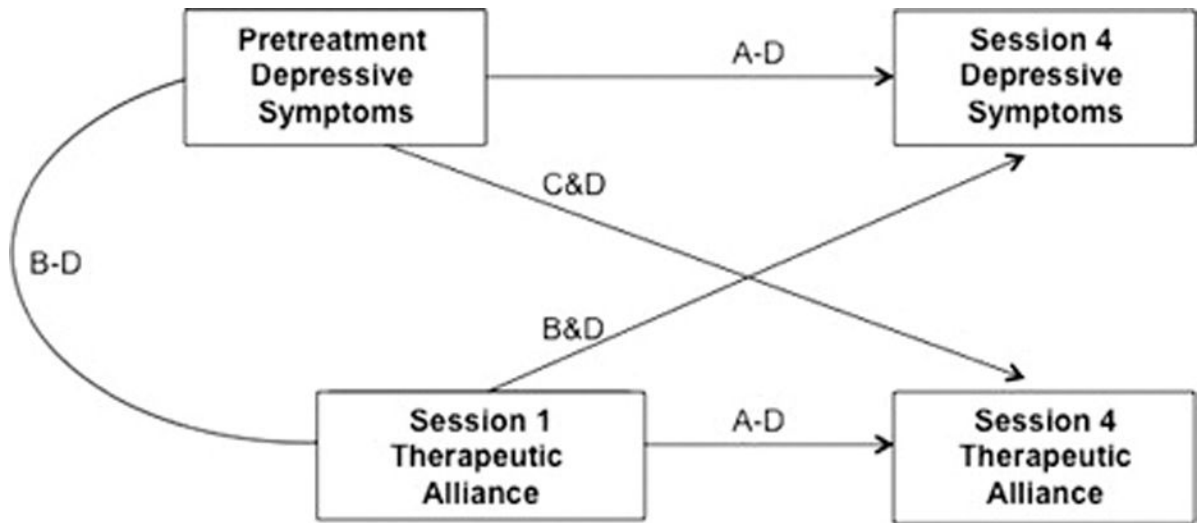 Pretreatment
Depressive
Symptoms
A-D
Session 4
Depressive
Symptoms
C&D
B-D
B&D
Session 1
Therapeutic
Alliance
A-D
Session 4
Therapeutic
Alliance